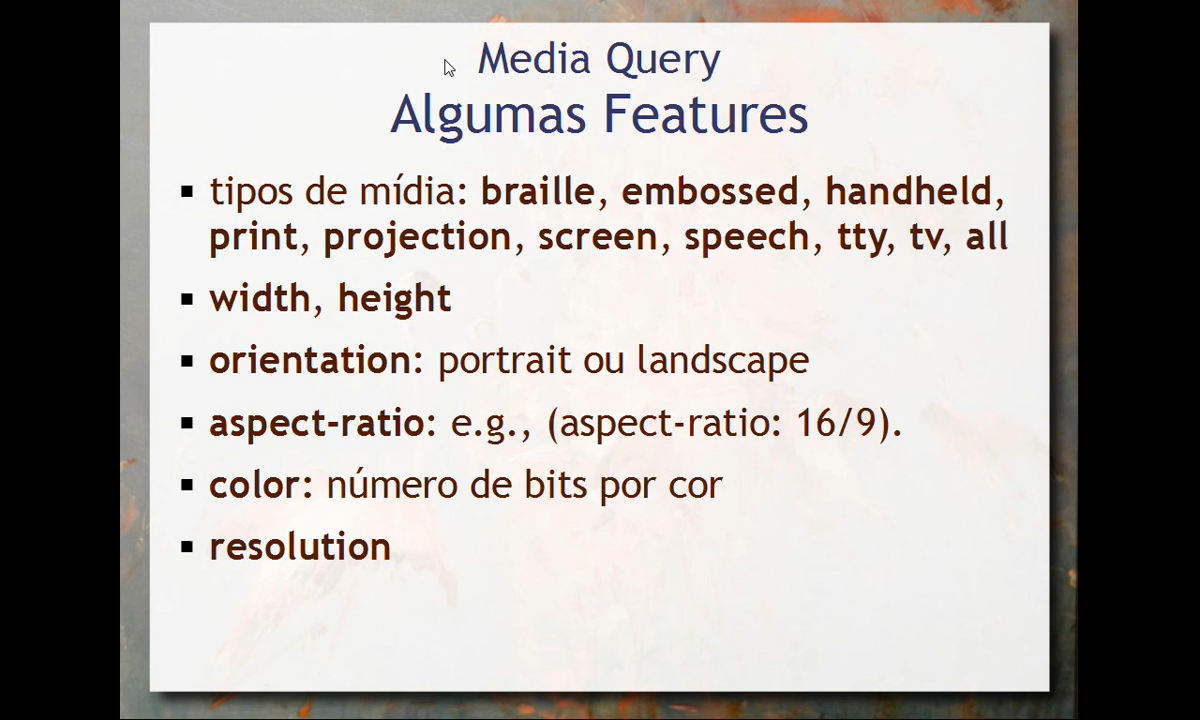 Media Query
Algumas Features
▪ tipos de mídia: braille, embossed, handheld,
print, projection, screen, speech, tty, tv, all
▪ width, height
▪ orientation: portrait ou landscape
▪ aspect-ratio: e.g., (aspect-ratio: 16/9).
▪ color: número de bits por cor
▪ resolution